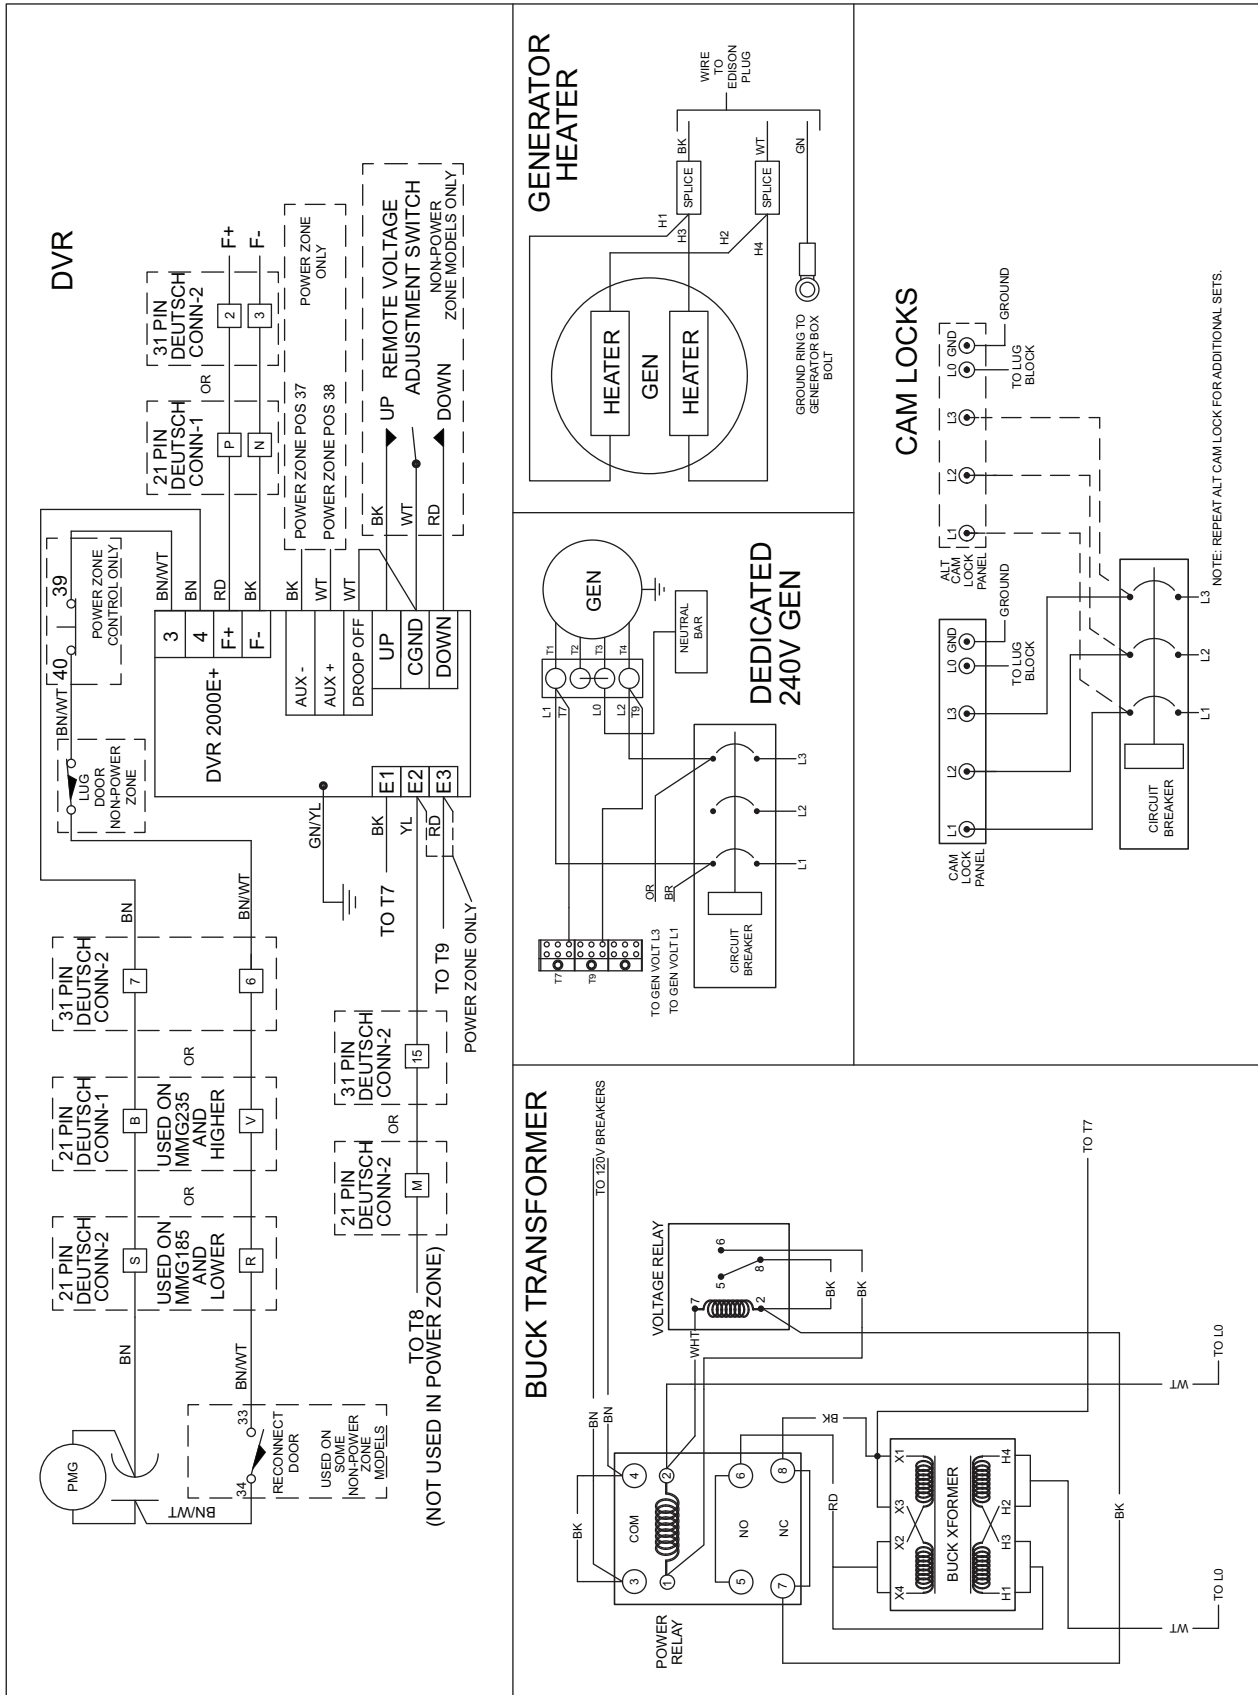 DVR
PMG
BN/WT
34
33
RECONNECT
DOOR
USED ON
SOME
NON-POWER
ZONE
MODELS
BN
BN/WT
21 PIN
DEUTSCH
CONN-2
S
USED ON
MMG185
AND
LOWER
R
OR
21 PIN
DEUTSCH
CONN-1
B
USED ON
MMG235
AND
HIGHER
V
OR
31 PIN
DEUTSCH
CONN-2
7
6
BN
BN/WT
LUG
DOOR
NON-POWER
ZONE
BN/WT
40
39
POWER ZONE
CONTROL ONLY
BN/WT
BN
RD
BK
3
4
F+
F-
DVR 2000E+
AUX -
AUX +
DROOP OFF
UP
CGND
DOWN
E1
E2
E3
GN/YL
BK
YL
RD
TO T7
TO T9
POWER ZONE ONLY
31 PIN
DEUTSCH
CONN-2
15
OR
21 PIN
DEUTSCH
CONN-2
M
TO T8
(NOT USED IN POWER ZONE)
21 PIN
DEUTSCH
CONN-1
P
N
OR
31 PIN
DEUTSCH
CONN-2
2
3
F+
F-
BK
WT
WT
POWER ZONE POS 37
POWER ZONE POS 38
POWER ZONE
ONLY
BK
WT
RD
UP
DOWN
REMOTE VOLTAGE
ADJUSTMENT SWITCH
NON-POWER
ZONE MODELS ONLY
BUCK TRANSFORMER
TO 120V BREAKERS
BN
BN
BK
3
4
COM
1
2
5
6
NO
NC
7
8
POWER
RELAY
VOLTAGE RELAY
7
2
5
8
6
WHT
BK
BK
WT
TO L0
BK
RD
X4
X2
X3
X1
BUCK XFORMER
H1
H3
H2
H4
TO T7
BK
WT
TO L0
DEDICATED
240V GEN
GEN
T1
T2
T3
T4
L1
T7
L0
L2
T9
NEUTRAL
BAR
T7
T9
OR
BR
TO GEN VOLT L3
TO GEN VOLT L1
CIRCUIT
BREAKER
L1
L2
L3
GENERATOR
HEATER
HEATER
GEN
HEATER
H1
H3
H2
H4
SPLICE
SPLICE
BK
WT
GN
WIRE
TO
EDISON
PLUG
GROUND RING TO
GENERATOR BOX
BOLT
CAM LOCKS
CAM
LOCK
PANEL
L1
L2
L3
L0
GND
TO LUG
BLOCK
GROUND
ALT
CAM
LOCK
PANEL
L1
L2
L3
L0
GND
TO LUG
BLOCK
GROUND
CIRCUIT
BREAKER
L1
L2
L3
NOTE: REPEAT ALT CAM LOCK FOR ADDITIONAL SETS.